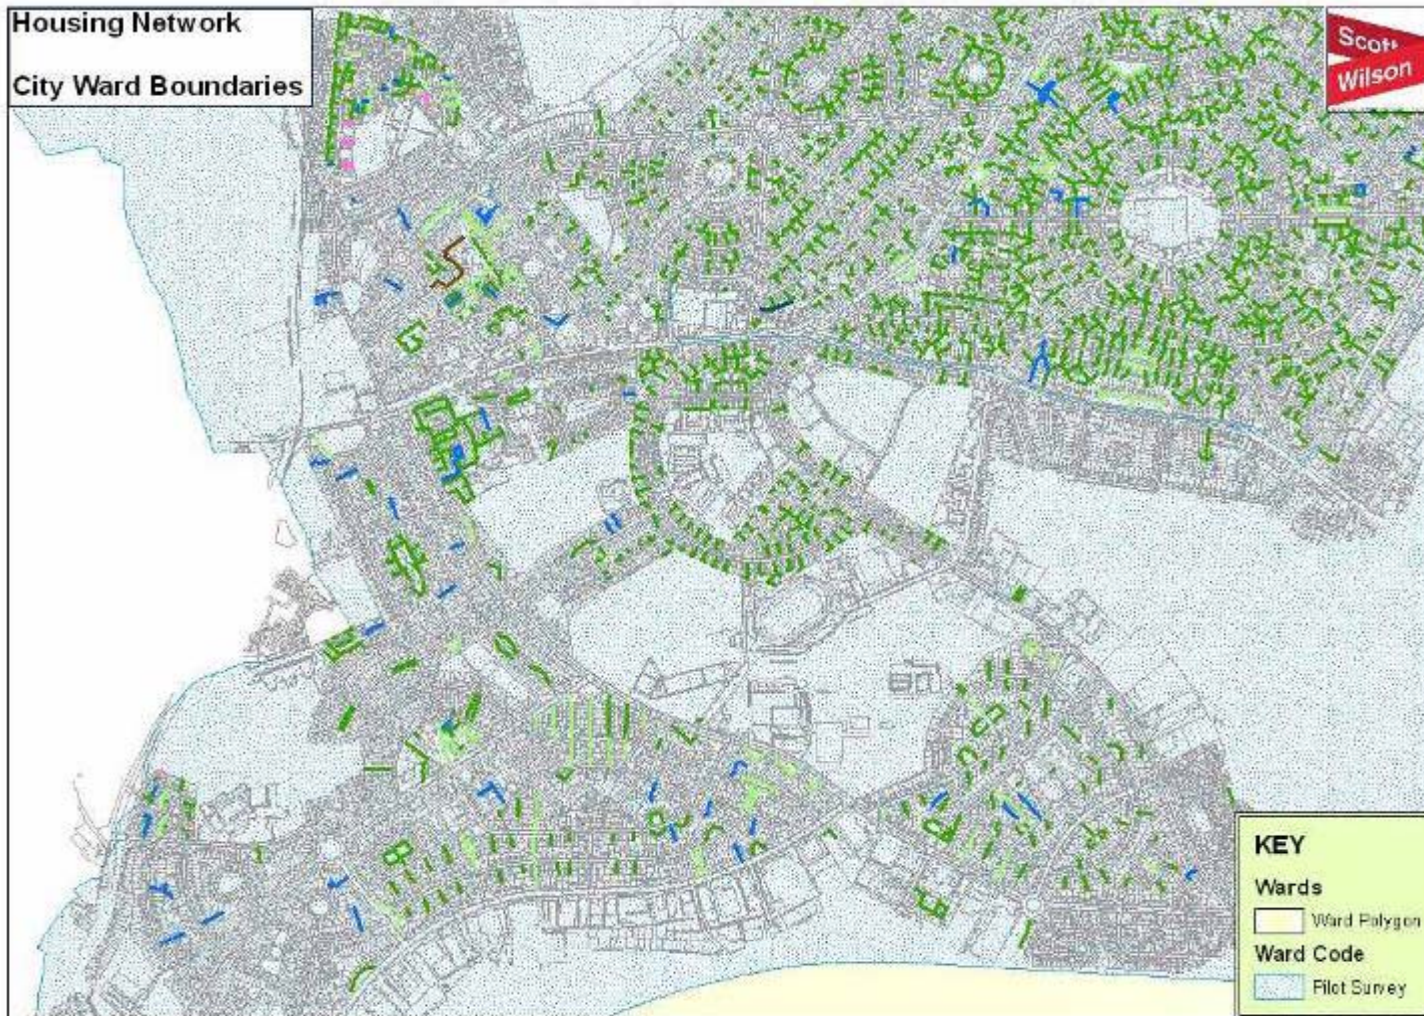 Housing Network
City Ward Boundaries
Scott
Wilson
KEY
Wards
Ward Polygon
Ward Code
Pilot Survey